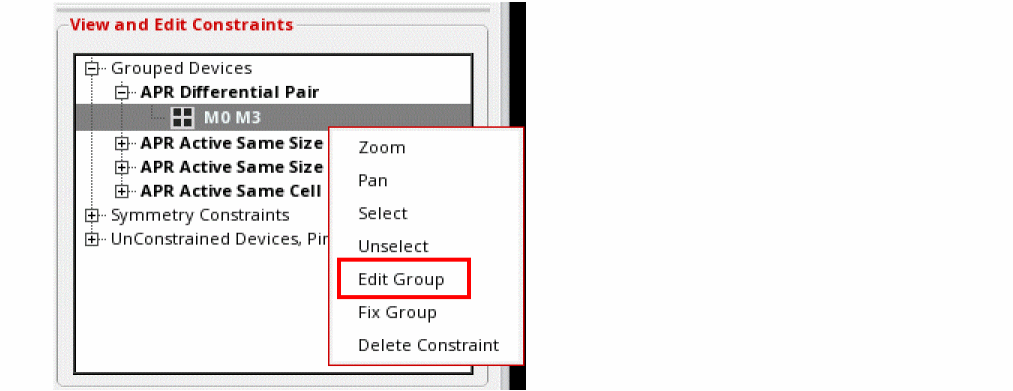 View and Edit Constraints
Grouped Devices
APR Differential Pair
M0 M3
APR Active Same Size
APR Active Same Size
APR Active Same Cell
Symmetry Constraints
UnConstrained Devices,
Zoom
Pan
Select
Unselect
Edit Group
Fix Group
Delete Constraint